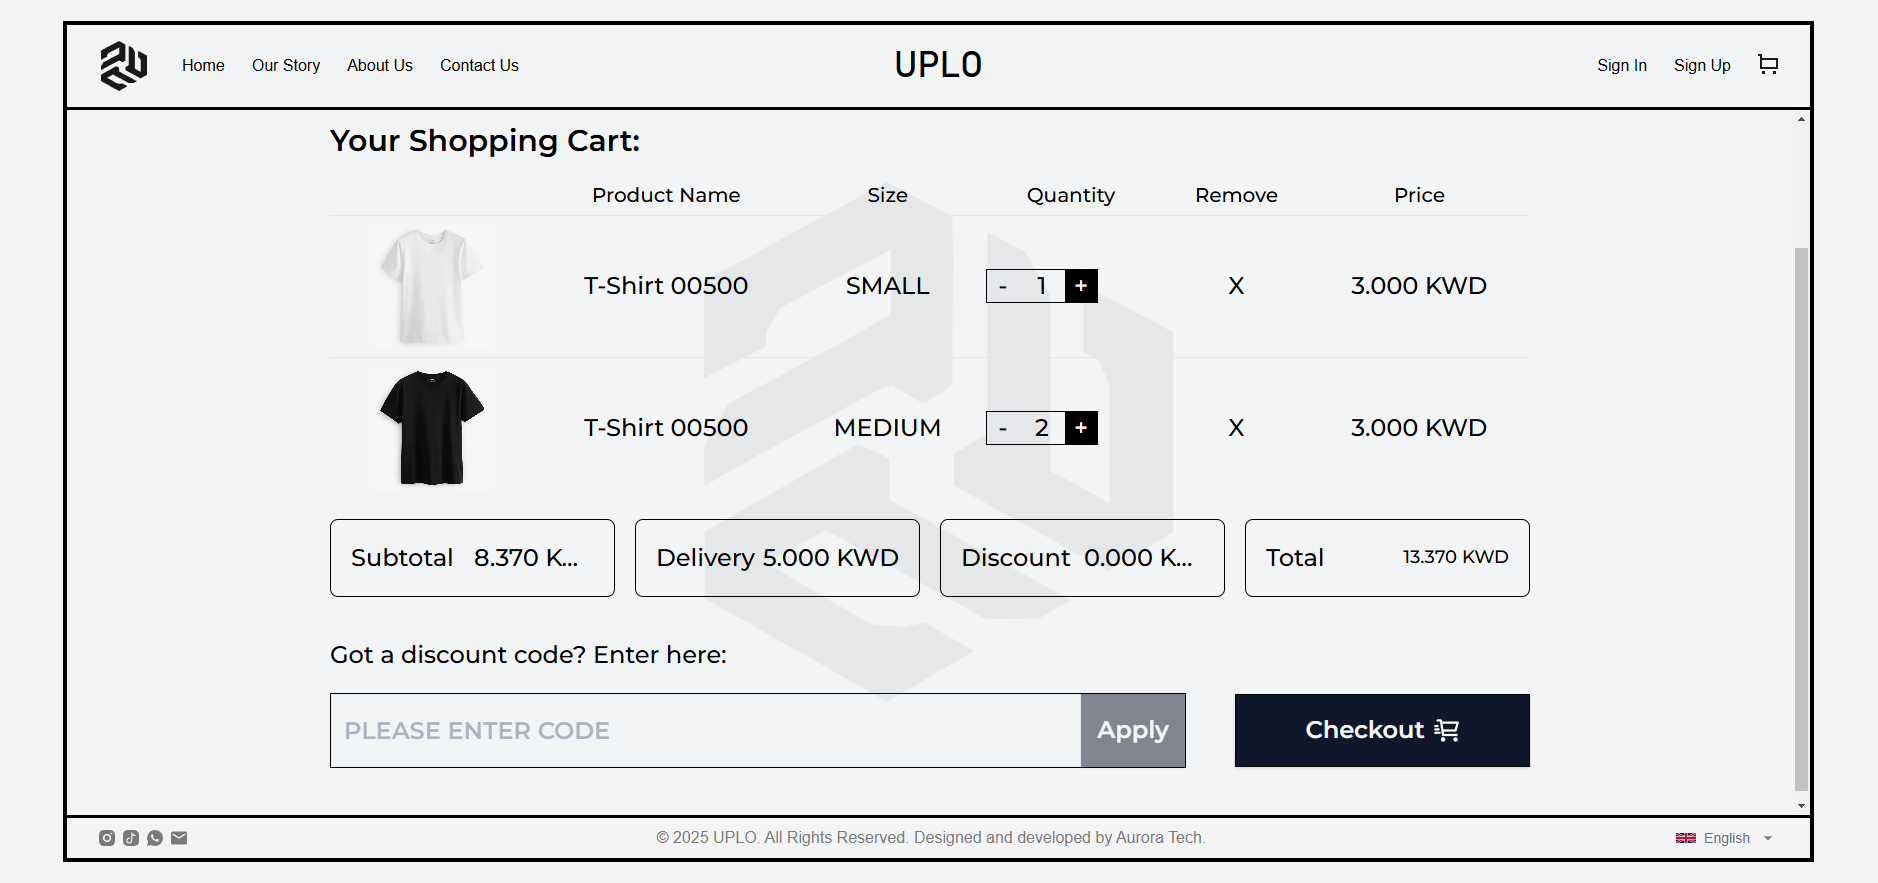 Home Our Story About Us Contact Us UPLO Sign In Sign Up
Your Shopping Cart:
Product Name Size Quantity Remove Price
T-Shirt 00500 SMALL - 1 + X 3.000 KWD
T-Shirt 00500 MEDIUM - 2 + X 3.000 KWD
Subtotal 8.370 K... Delivery 5.000 KWD Discount 0.000 K... Total 13.370 KWD
Got a discount code? Enter here:
PLEASE ENTER CODE Apply Checkout
© 2025 UPLO. All Rights Reserved. Designed and developed by Aurora Tech. English